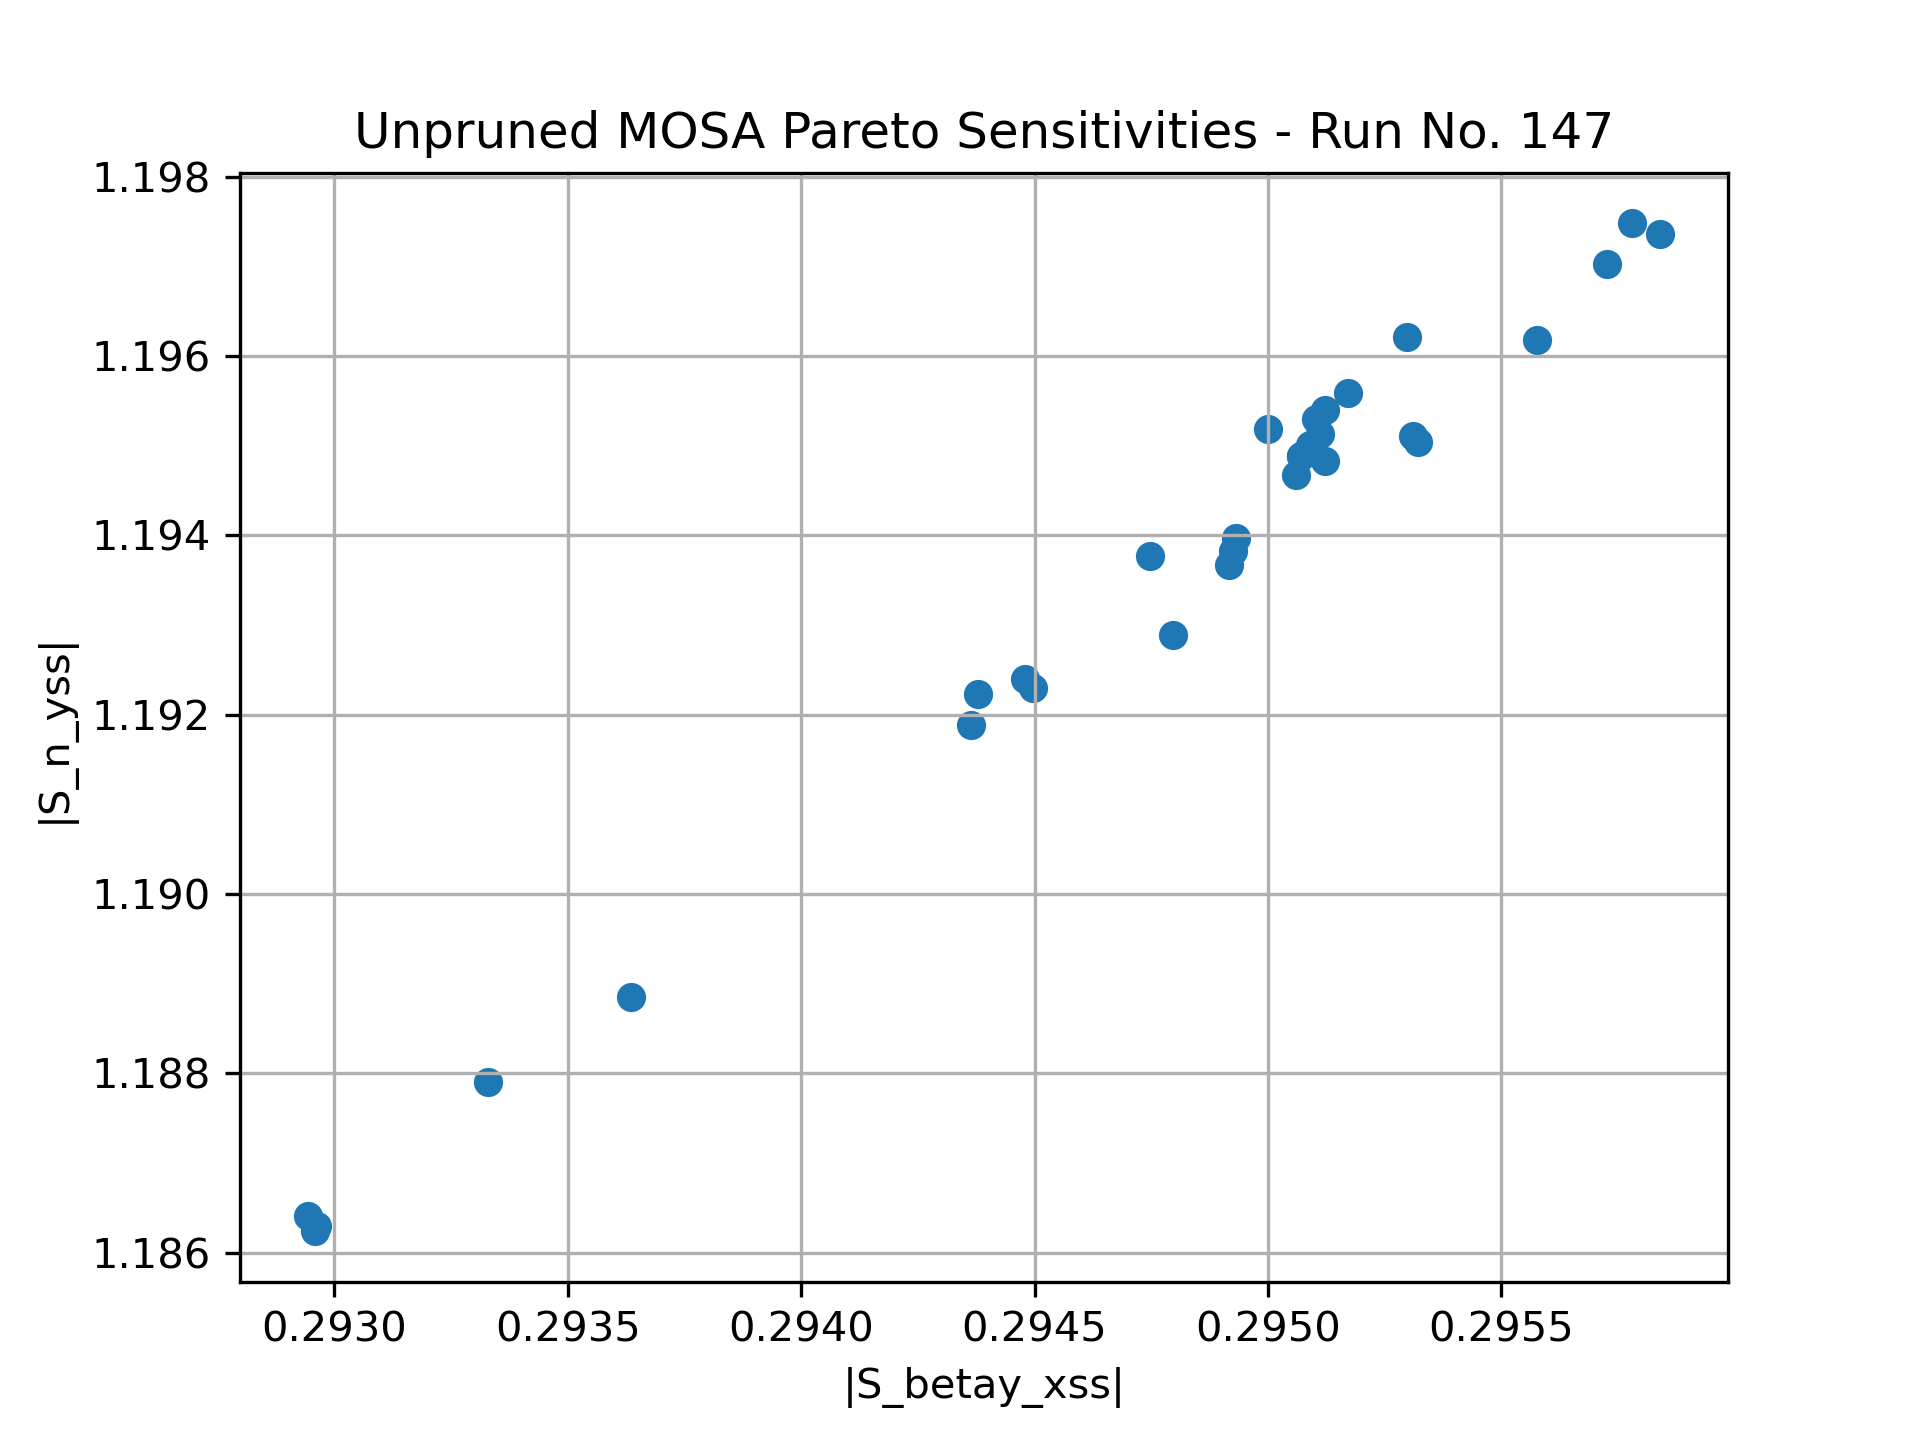 Unpruned MOSA Pareto Sensitivities - Run No. 147
1.198
1.196
1.194
1.192
1.190
1.188
1.186
|S_n_yss|
0.2930 0.2935 0.2940 0.2945 0.2950 0.2955
|S_betay_xss|